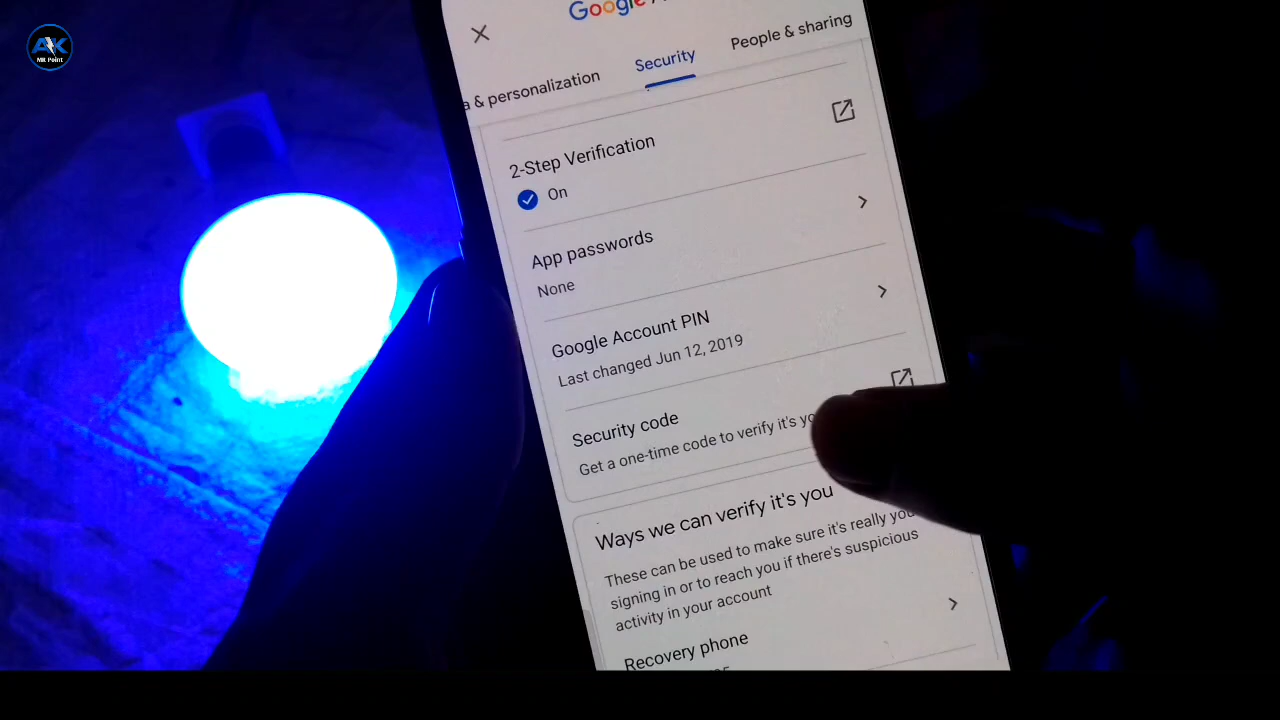 AK
MK Point
Google A
a & personalization
Security
People & sharing
2-Step Verification
On
App passwords
None
Google Account PIN
Last changed Jun 12, 2019
Security code
Get a one-time code to verify it's yo
Ways we can verify it's you
These can be used to make sure it's really you
signing in or to reach you if there's suspicious
activity in your account
Recovery phone